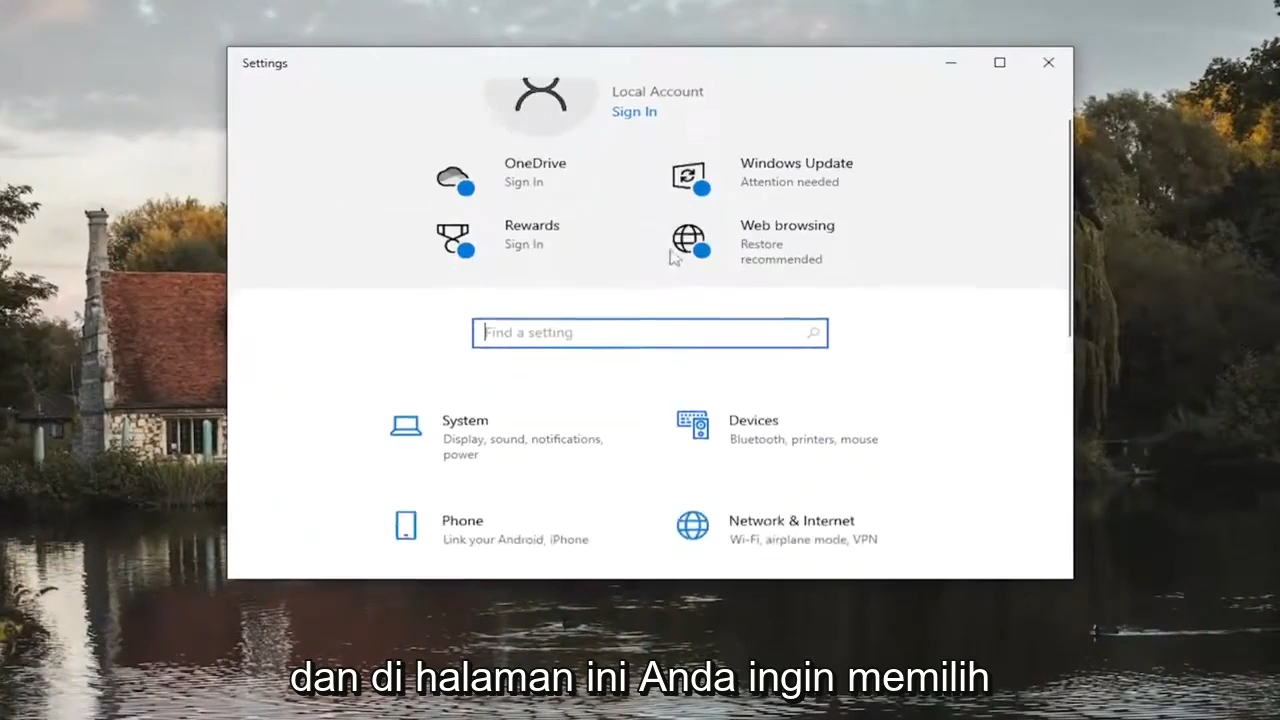 Settings
Local Account
Sign In
OneDrive
Sign In
Windows Update
Attention needed
Rewards
Sign In
Web browsing
Restore
recommended
Find a setting
System
Display, sound, notifications,
power
Devices
Bluetooth, printers, mouse
Phone
Link your Android, iPhone
Network & Internet
Wi-Fi, airplane mode, VPN
dan di halaman ini Anda ingin memilih